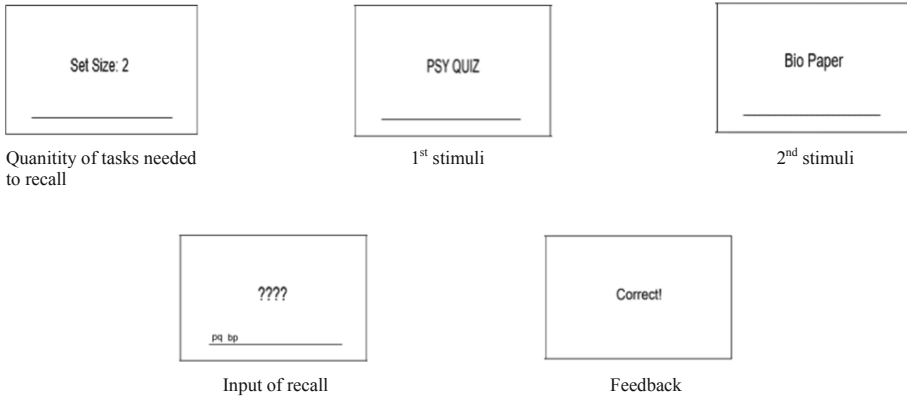 Set Size: 2
PSY QUIZ
Bio Paper
Quanitity of tasks needed
to recall
1st stimuli
2nd stimuli
????
pq bp
Correct!
Input of recall
Feedback